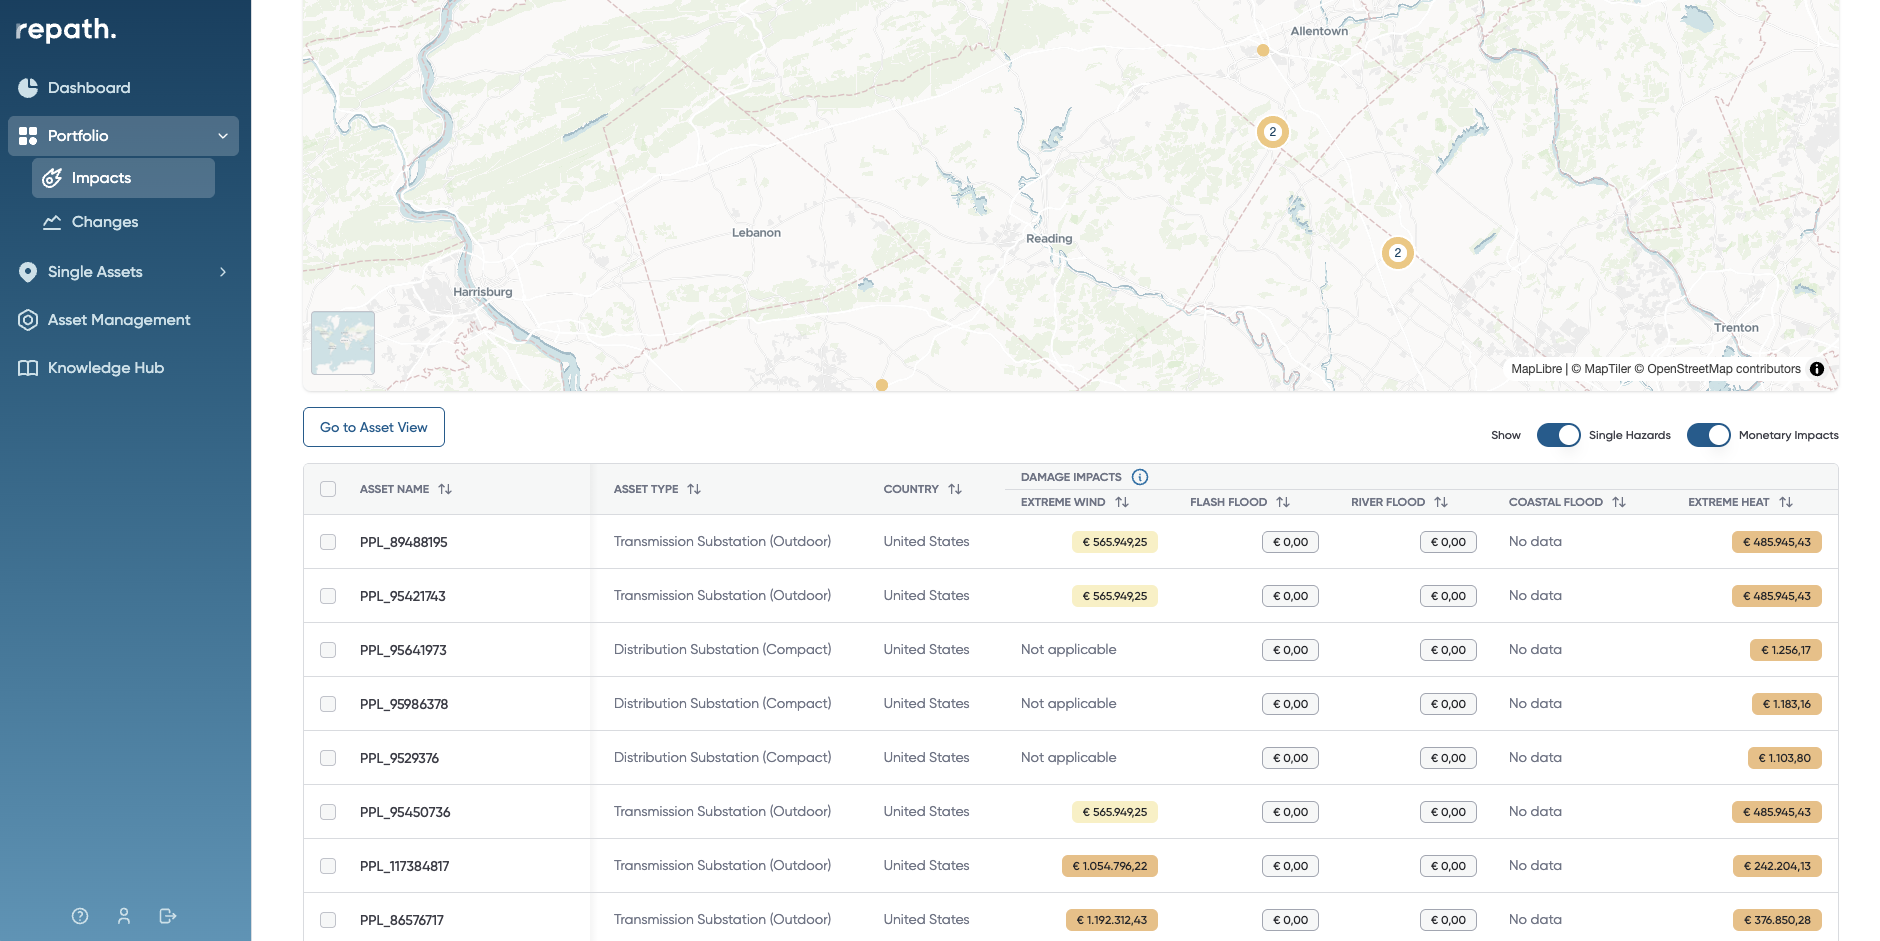 repath.
Dashboard
Portfolio
Impacts
Changes
Single Assets
Asset Management
Knowledge Hub
Allentown
2
2
Lebanon
Reading
Harrisburg
Trenton
MapLibre | © MapTiler © OpenStreetMap contributors
Go to Asset View
Show Single Hazards Monetary Impacts
DAMAGE IMPACTS
ASSET NAME ASSET TYPE COUNTRY EXTREME WIND FLASH FLOOD RIVER FLOOD COASTAL FLOOD EXTREME HEAT
PPL_89488195 Transmission Substation (Outdoor) United States € 565.949,25 € 0,00 € 0,00 No data € 485.945,43
PPL_95421743 Transmission Substation (Outdoor) United States € 565.949,25 € 0,00 € 0,00 No data € 485.945,43
PPL_95641973 Distribution Substation (Compact) United States Not applicable € 0,00 € 0,00 No data € 1.256,17
PPL_95986378 Distribution Substation (Compact) United States Not applicable € 0,00 € 0,00 No data € 1.183,16
PPL_9529376 Distribution Substation (Compact) United States Not applicable € 0,00 € 0,00 No data € 1.103,80
PPL_95450736 Transmission Substation (Outdoor) United States € 565.949,25 € 0,00 € 0,00 No data € 485.945,43
PPL_117384817 Transmission Substation (Outdoor) United States € 1.054.796,22 € 0,00 € 0,00 No data € 242.204,13
PPL_86576717 Transmission Substation (Outdoor) United States € 1.192.312,43 € 0,00 € 0,00 No data € 376.850,28